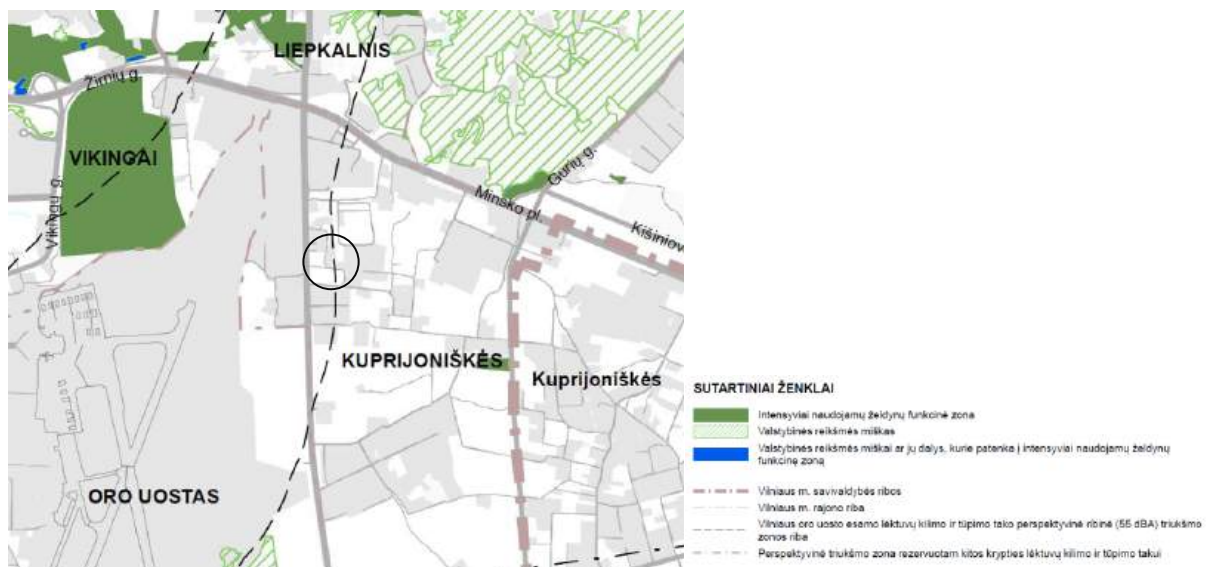 LIEPKALNIS
Žirnių g.
VIKINGAI
Vikingų g.
Gurių g.
Minsko pl.
Kišiniov
KUPRIJONIŠKĖS
Kuprijoniškės
ORO UOSTAS
SUTARTINIAI ŽENKLAI
Intensyviai naudojamų želdynų funkcinė zona
Valstybinės reikšmės miškas
Valstybinės reikšmės miškai ar jų dalys, kurie patenka į intensyviai naudojamų želdynų
funkcinę zoną
Vilniaus m. savivaldybės ribos
Vilniaus m. rajono riba
Vilniaus oro uosto esamo lėktuvų kilimo ir tūpimo tako perspektyvinė ribinė (55 dBA) triukšmo
zonos riba
Perspektyvinė triukšmo zona rezervuotam kitos krypties lėktuvų kilimo ir tūpimo takui